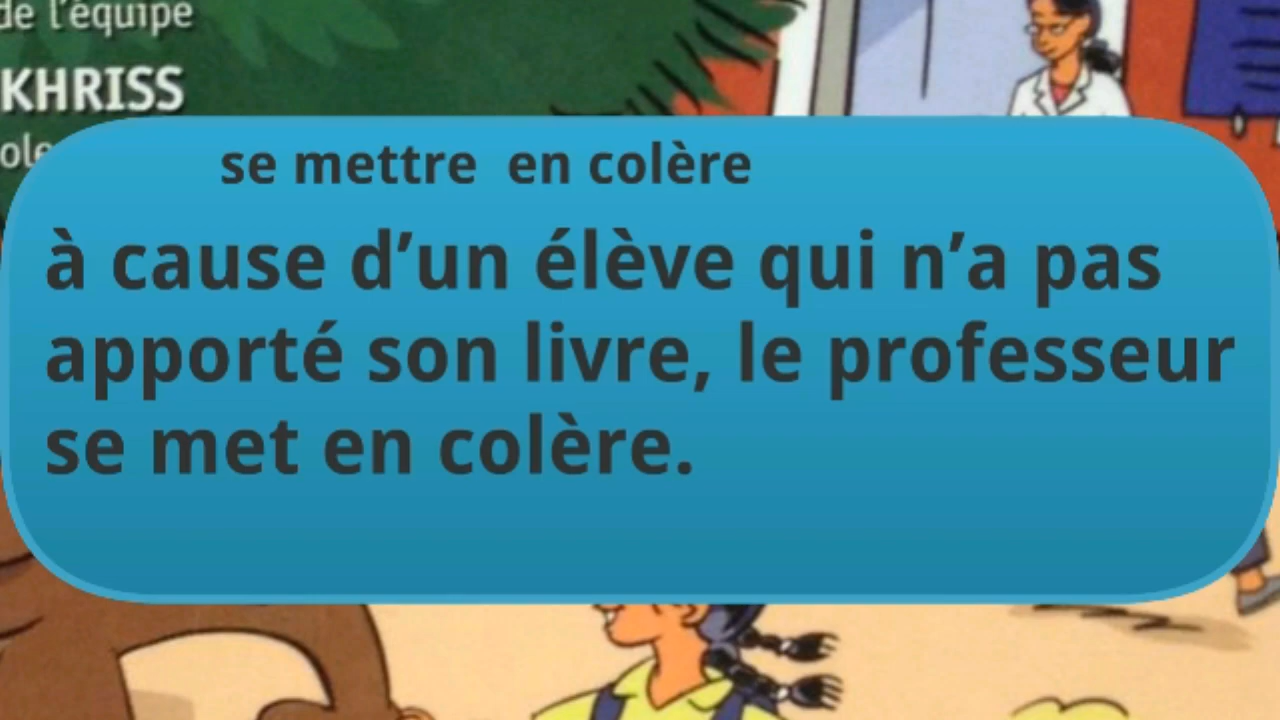 de l'équipe
KHRISS
ole
se mettre en colère
à cause d’un élève qui n’a pas
apporté son livre, le professeur
se met en colère.